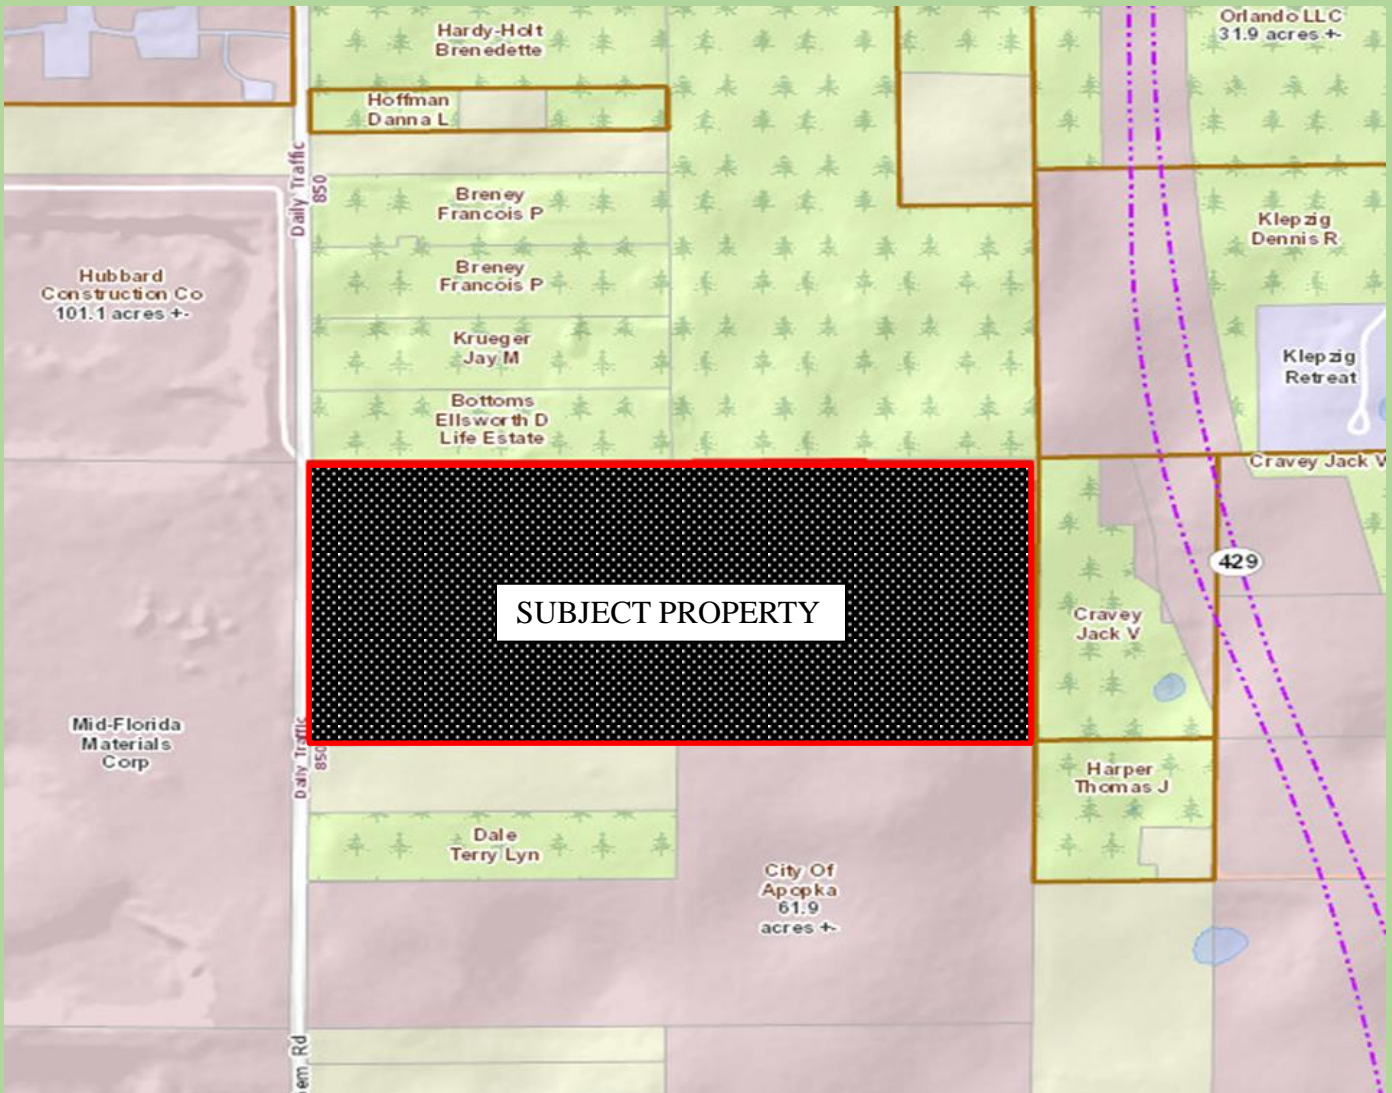 Hardy-Holt
Brenedette
Orlando LLC
31.9 acres +-
Hoffman
Danna L
Daily Traffic
850
Breney
Francois P
Klepzig
Dennis R
Hubbard
Construction Co
101.1 acres +-
Breney
Francois P
Krueger
Jay M
Klepzig
Retreat
Bottoms
Ellsworth D
Life Estate
Cravey Jack V
429
SUBJECT PROPERTY
Cravey
Jack V
Mid-Florida
Materials
Corp
Daily Traffic
850
Harper
Thomas J
Dale
Terry Lyn
City Of
Apopka
61.9
acres +-
em Rd